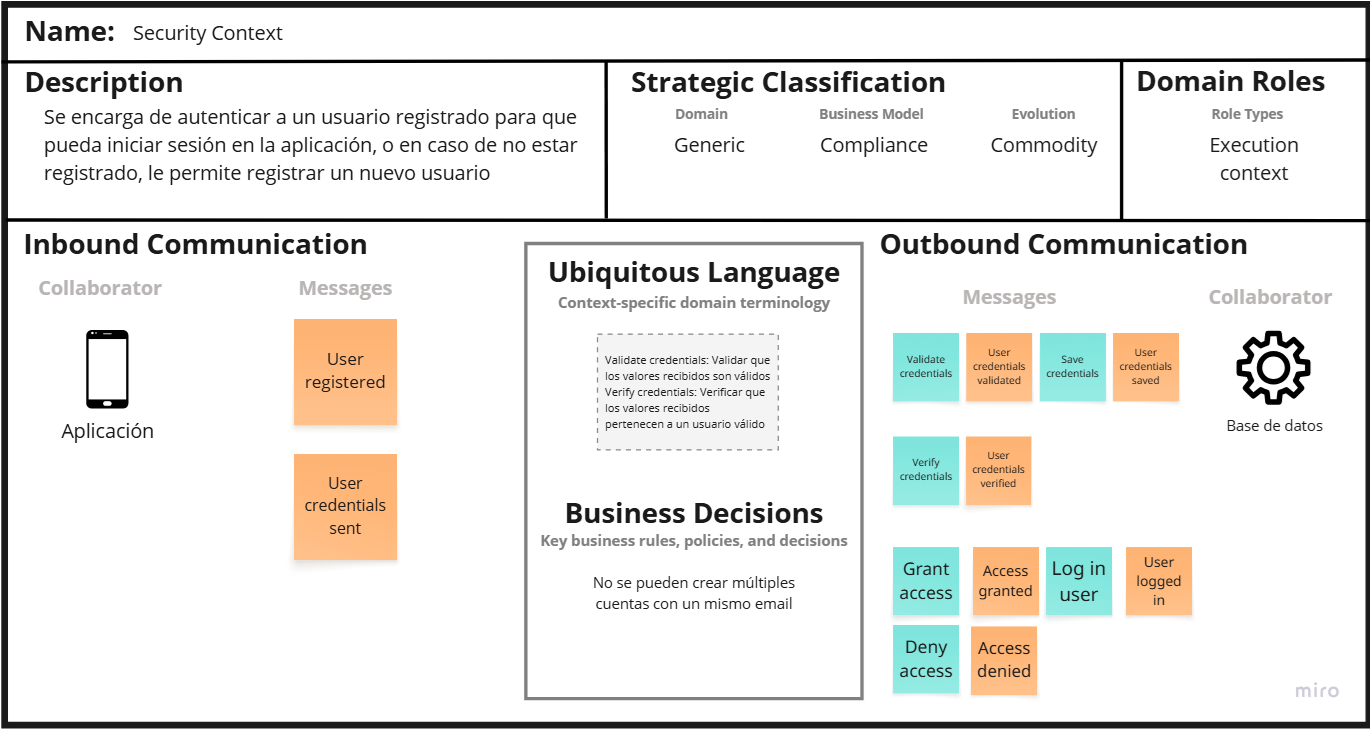 Name: Security Context
Description
Se encarga de autenticar a un usuario registrado para que
pueda iniciar sesión en la aplicación, o en caso de no estar
registrado, le permite registrar un nuevo usuario
Strategic Classification
Domain
Business Model
Evolution
Generic
Compliance
Commodity
Domain Roles
Role Types
Execution
context
Inbound Communication
Collaborator
Messages
Aplicación
User
registered
User
credentials
sent
Ubiquitous Language
Context-specific domain terminology
Validate credentials: Validar que
los valores recibidos son válidos
Verify credentials: Verificar que
los valores recibidos
pertenecen a un usuario válido
Business Decisions
Key business rules, policies, and decisions
No se pueden crear múltiples
cuentas con un mismo email
Outbound Communication
Messages
Collaborator
Validate
credentials
User
credentials
validated
Save
credentials
User
credentials
saved
Base de datos
Verify
credentials
User
credentials
verified
Grant
access
Access
granted
Log in
user
User
logged
in
Deny
access
Access
denied
miro